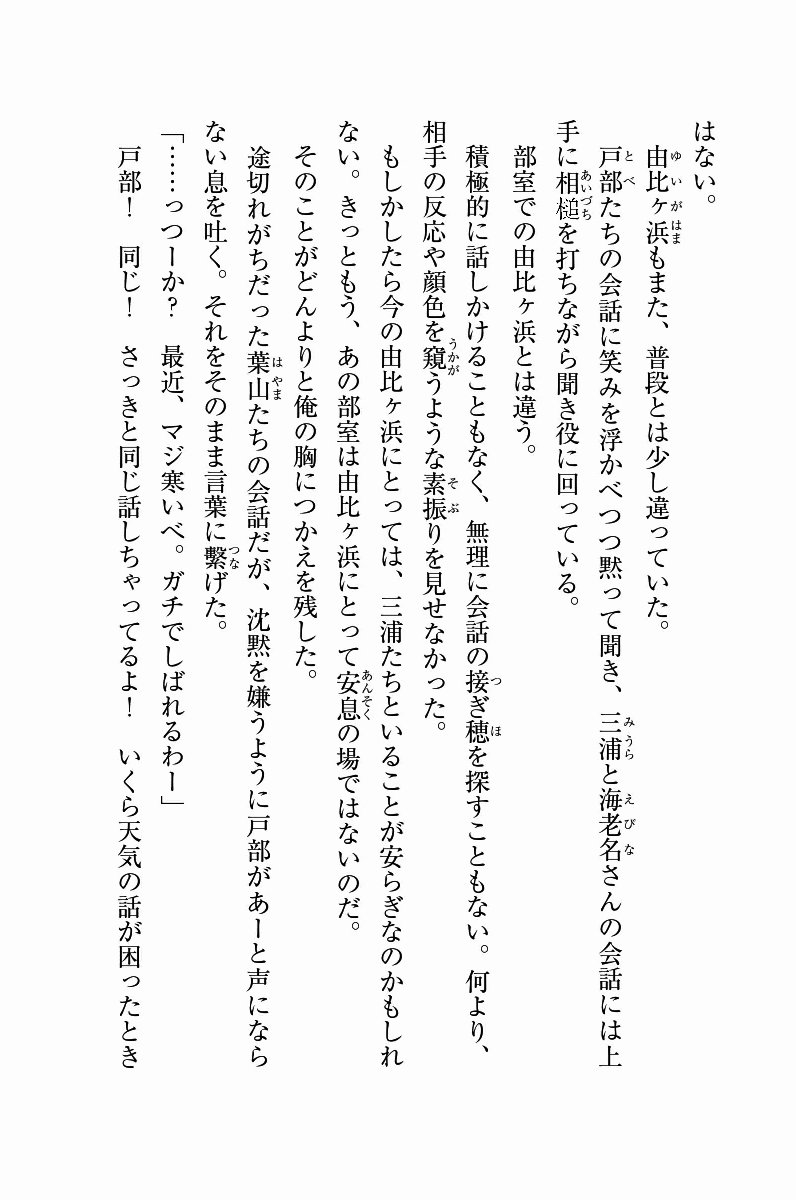 はない。
由比ヶ浜もまた、普段とは少し違っていた。
戸部たちの会話に笑みを浮かべつつ黙って聞き、三浦と海老名さんの会話には上
手に相槌を打ちながら聞き役に回っている。
部室での由比ヶ浜とは違う。
積極的に話しかけることもなく、無理に会話の接ぎ穂を探すこともない。何より、
相手の反応や顔色を窺うような素振りを見せなかった。
もしかしたら今の由比ヶ浜にとっては、三浦たちといることが安らぎなのかもしれ
ない。きっともう、あの部室は由比ヶ浜にとって安息の場ではないのだ。
そのことがどんよりと俺の胸につかえを残した。
途切れがちだった葉山たちの会話だが、沈黙を嫌うように戸部があーと声になら
ない息を吐く。それをそのまま言葉に繫げた。
「……っつーか? 最近、マジ寒いべ。ガチでしばれるわー」
戸部! 同じ! さっきと同じ話しちゃってるよ! いくら天気の話が困ったとき